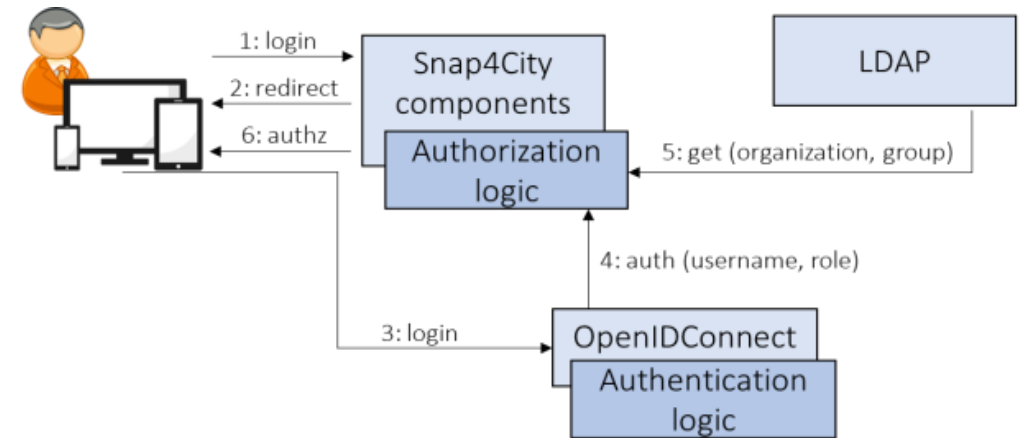 1: login
2: redirect
6: authz
Snap4City
components
Authorization
logic
LDAP
5: get (organization, group)
4: auth (username, role)
3: login
OpenIDConnect
Authentication
logic